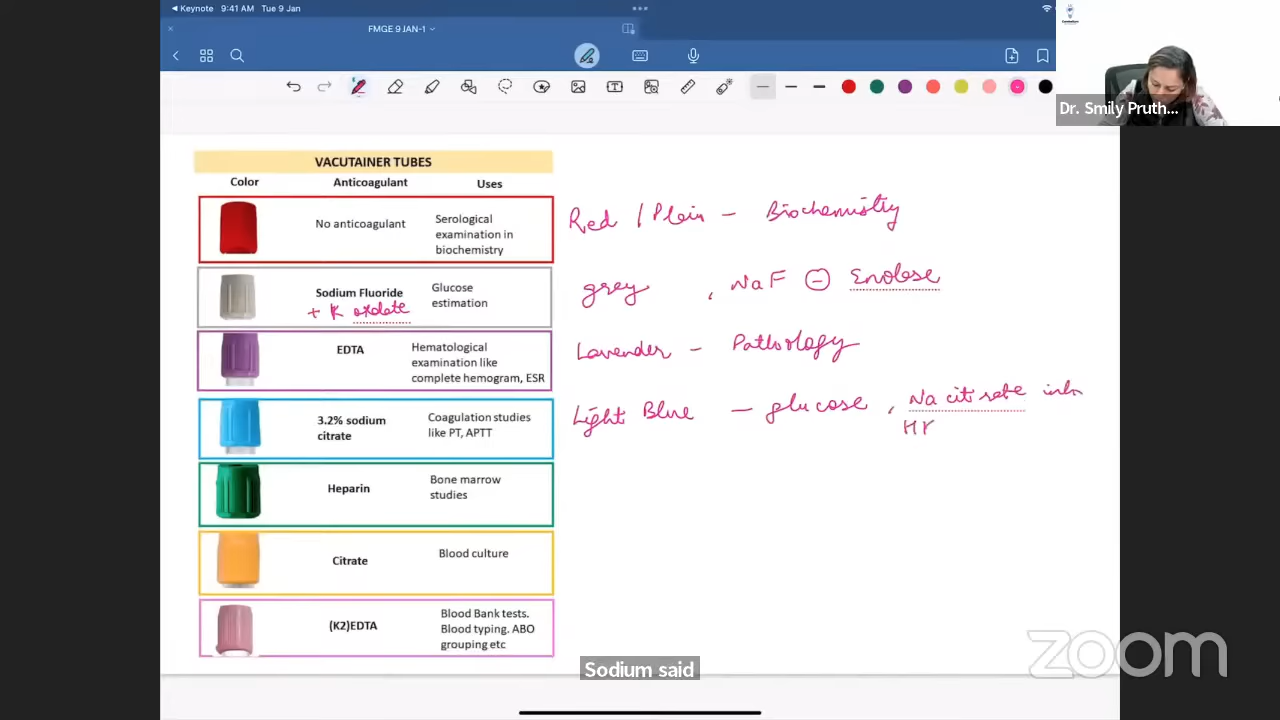 Keynote 9:41 AM Tue 9 Jan
FMGE 9 JAN-1
Dr. Smily Pruth...
VACUTAINER TUBES
Color Anticoagulant Uses
No anticoagulant
Serological
examination in
biochemistry
Red / Plain – Biochemistry
Sodium Fluoride
+ K oxalate
Glucose
estimation
grey , NaF ⊖ Enolase
EDTA
Hematological
examination like
complete hemogram, ESR
Lavender – Pathology
3.2% sodium
citrate
Coagulation studies
like PT, APTT
Light Blue – glucose , Na citrate
Heparin
Bone marrow
studies
Citrate
Blood culture
(K2)EDTA
Blood Bank tests.
Blood typing. ABO
grouping etc
Sodium said
zoom